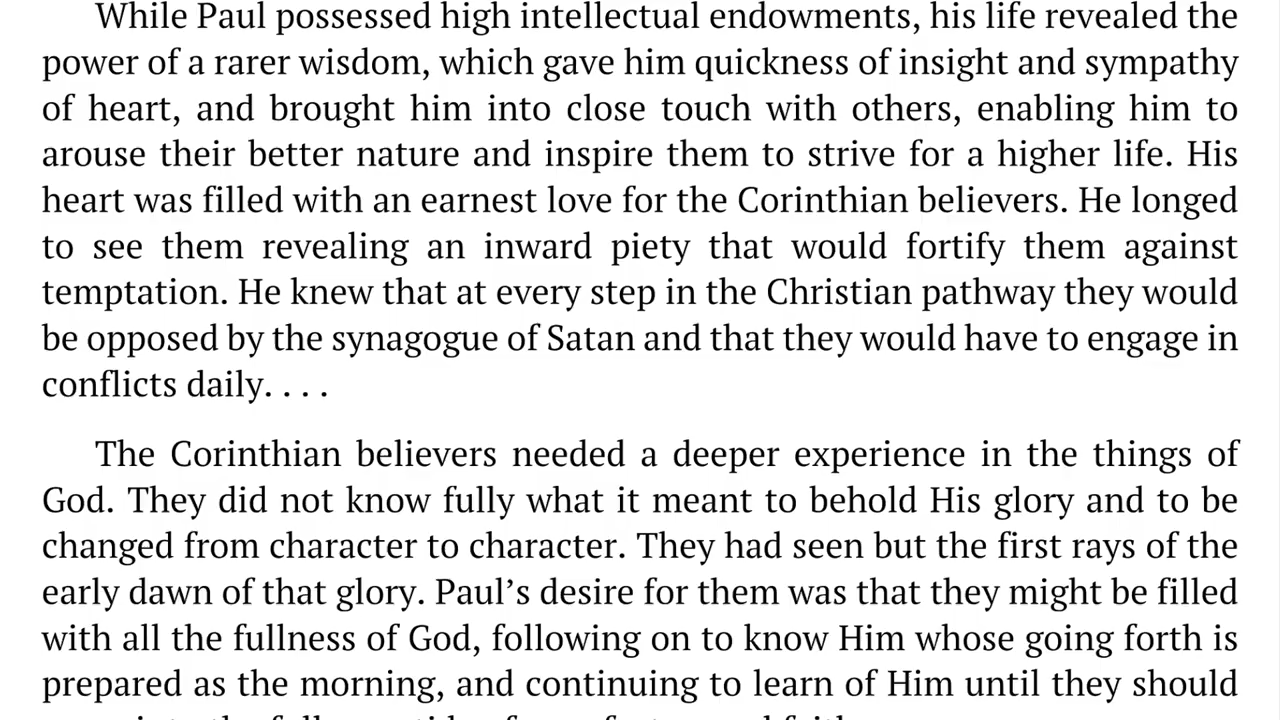 While Paul possessed high intellectual endowments, his life revealed the
power of a rarer wisdom, which gave him quickness of insight and sympathy
of heart, and brought him into close touch with others, enabling him to
arouse their better nature and inspire them to strive for a higher life. His
heart was filled with an earnest love for the Corinthian believers. He longed
to see them revealing an inward piety that would fortify them against
temptation. He knew that at every step in the Christian pathway they would
be opposed by the synagogue of Satan and that they would have to engage in
conflicts daily. . . .
The Corinthian believers needed a deeper experience in the things of
God. They did not know fully what it meant to behold His glory and to be
changed from character to character. They had seen but the first rays of the
early dawn of that glory. Paul’s desire for them was that they might be filled
with all the fullness of God, following on to know Him whose going forth is
prepared as the morning, and continuing to learn of Him until they should